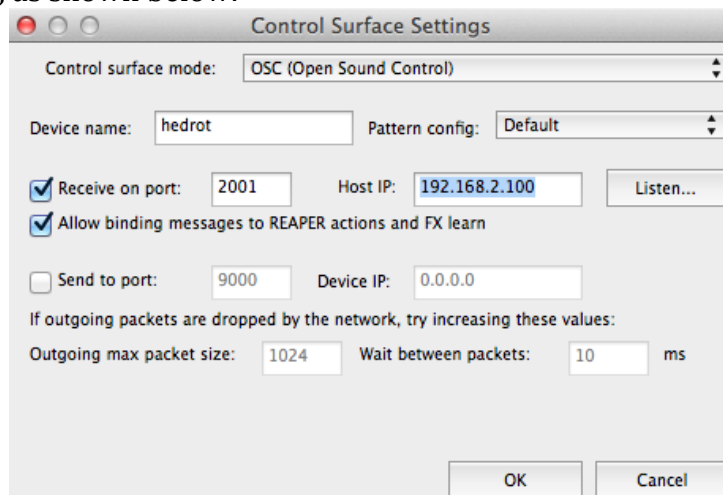 Control Surface Settings
Control surface mode: OSC (Open Sound Control)
Device name: hedrot Pattern config: Default
Receive on port: 2001 Host IP: 192.168.2.100 Listen...
Allow binding messages to REAPER actions and FX learn
Send to port: 9000 Device IP: 0.0.0.0
If outgoing packets are dropped by the network, try increasing these values:
Outgoing max packet size: 1024 Wait between packets: 10 ms
OK Cancel